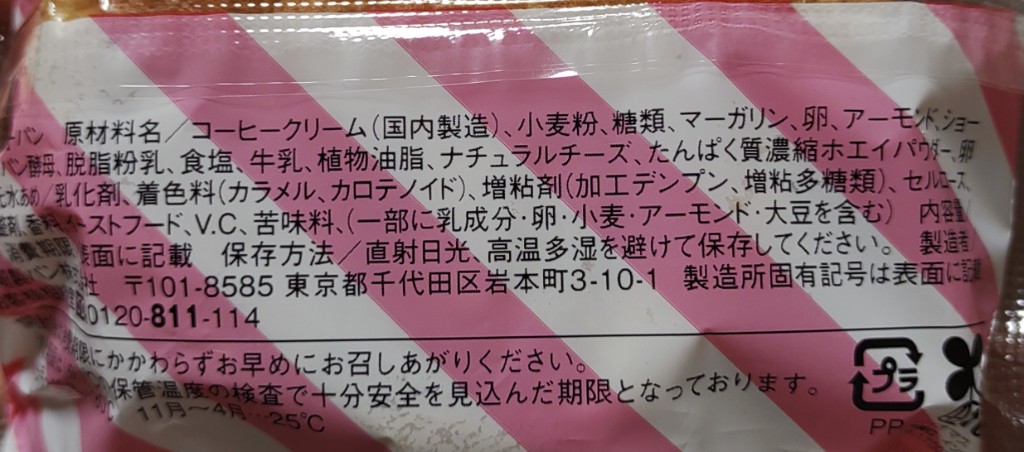 ーパン 原材料名／コーヒークリーム(国内製造)、小麦粉、糖類、マーガリン、卵、アーモンド、ショー
パン酵母、脱脂粉乳、食塩、牛乳、植物油脂、ナチュラルチーズ、たんぱく質濃縮ホエイパウダー、卵
元水あめ/乳化剤、着色料(カラメル、カロテノイド)、増粘剤(加工デンプン、増粘多糖類)、セルロース、
香料、イーストフード、V.C、苦味料、(一部に乳成分・卵・小麦・アーモンド・大豆を含む) 内容量/
消費期限 表面に記載 保存方法／直射日光、高温多湿を避けて保存してください。 製造者/
〒101-8585 東京都千代田区岩本町3-10-1 製造所固有記号は表面に記載
0120-811-114
限にかかわらずお早めにお召しあがりください。
保管温度の検査で十分安全を見込んだ期限となっております。
11月～4月…25℃
プラ
PP